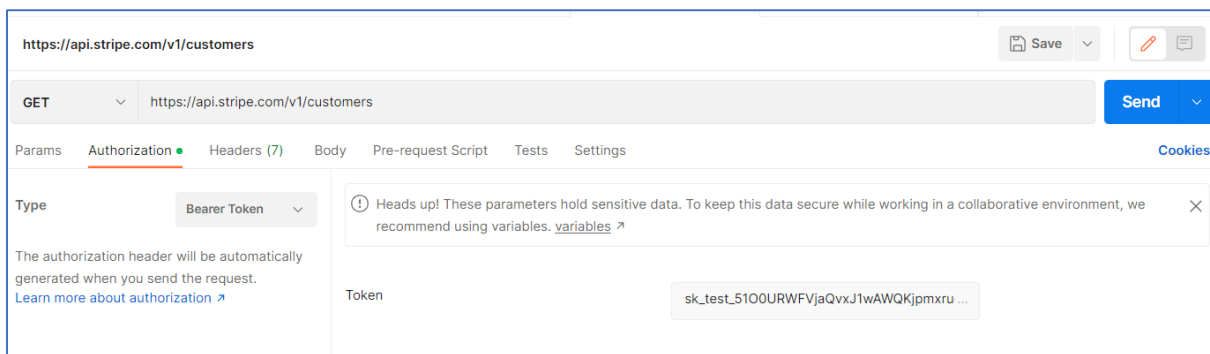 https://api.stripe.com/v1/customers
Save
GET
https://api.stripe.com/v1/customers
Send
Params
Authorization
Headers (7)
Body
Pre-request Script
Tests
Settings
Cookies
Type
Bearer Token
Heads up! These parameters hold sensitive data. To keep this data secure while working in a collaborative environment, we
recommend using variables. variables ↗
The authorization header will be automatically
generated when you send the request.
Learn more about authorization ↗
Token
sk_test_51O0URWFVjaQvxJ1wAWQKjpmxru ...